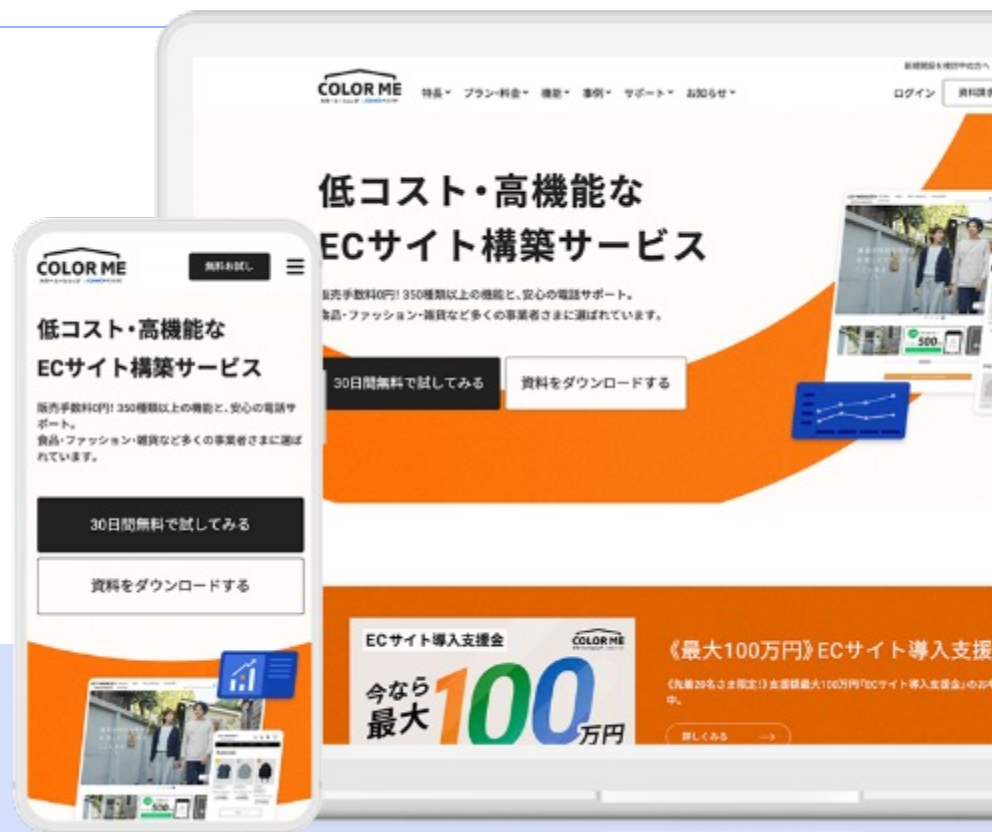 COLOR ME
特長 プラン・料金 機能 事例 サポート お知らせ
ログイン
低コスト・高機能な
ECサイト構築サービス
販売手数料0円! 350種類以上の機能と、安心の電話サポート。
食品・ファッション・雑貨など多くの事業者さまに選ばれています。
30日間無料で試してみる
資料をダウンロードする
500
ECサイト導入支援金
COLOR ME
今なら
最大
100
万円
《最大100万円》ECサイト導入支援
詳しくみる
COLOR ME
無料お試し
低コスト・高機能な
ECサイト構築サービス
販売手数料0円! 350種類以上の機能と、安心の電話サ
ポート。
食品・ファッション・雑貨など多くの事業者さまに選ば
れています。
30日間無料で試してみる
資料をダウンロードする
500